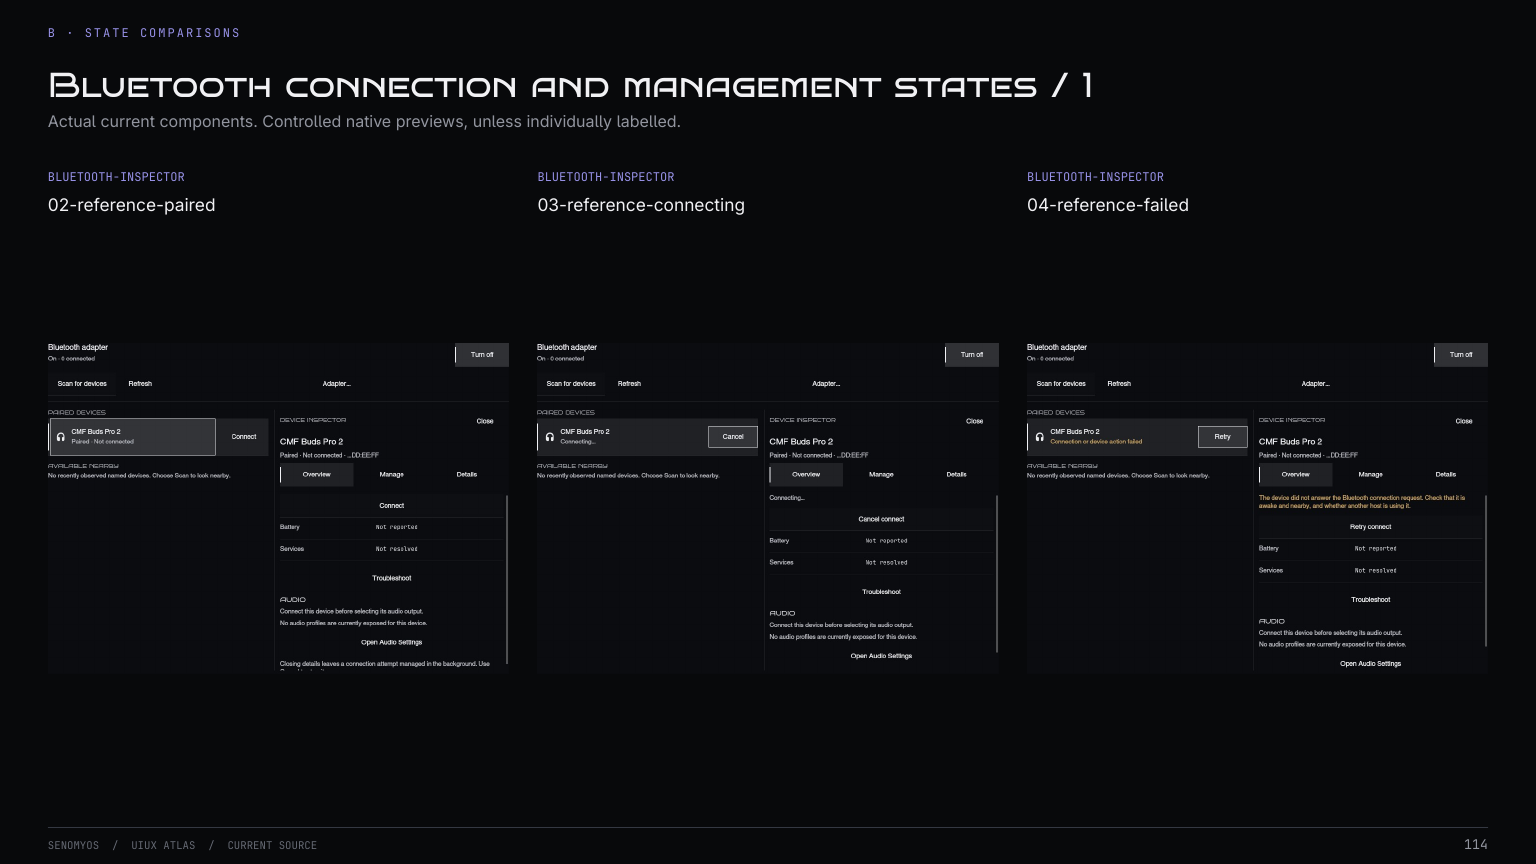 B · STATE COMPARISONS
Bluetooth connection and management states / 1
Actual current components. Controlled native previews, unless individually labelled.
BLUETOOTH-INSPECTOR
02-reference-paired
Bluetooth adapter
On · 0 connected
Turn off
Scan for devices
Refresh
Adapter...
PAIRED DEVICES
CMF Buds Pro 2
Paired · Not connected
Connect
AVAILABLE NEARBY
No recently observed named devices. Choose Scan to look nearby.
DEVICE INSPECTOR
Close
CMF Buds Pro 2
Paired · Not connected · ...DD:EE:FF
Overview
Manage
Details
Connect
Battery Not reported
Services Not resolved
Troubleshoot
AUDIO
Connect this device before selecting its audio output.
No audio profiles are currently exposed for this device.
Open Audio Settings
Closing details leaves a connection attempt managed in the background. Use
BLUETOOTH-INSPECTOR
03-reference-connecting
Bluetooth adapter
On · 0 connected
Turn off
Scan for devices
Refresh
Adapter...
PAIRED DEVICES
CMF Buds Pro 2
Connecting...
Cancel
AVAILABLE NEARBY
No recently observed named devices. Choose Scan to look nearby.
DEVICE INSPECTOR
Close
CMF Buds Pro 2
Paired · Not connected · ...DD:EE:FF
Overview
Manage
Details
Connecting...
Cancel connect
Battery Not reported
Services Not resolved
Troubleshoot
AUDIO
Connect this device before selecting its audio output.
No audio profiles are currently exposed for this device.
Open Audio Settings
BLUETOOTH-INSPECTOR
04-reference-failed
Bluetooth adapter
On · 0 connected
Turn off
Scan for devices
Refresh
Adapter...
PAIRED DEVICES
CMF Buds Pro 2
Connection or device action failed
Retry
AVAILABLE NEARBY
No recently observed named devices. Choose Scan to look nearby.
DEVICE INSPECTOR
Close
CMF Buds Pro 2
Paired · Not connected · ...DD:EE:FF
Overview
Manage
Details
The device did not answer the Bluetooth connection request. Check that it is
awake and nearby, and whether another host is using it.
Retry connect
Battery Not reported
Services Not resolved
Troubleshoot
AUDIO
Connect this device before selecting its audio output.
No audio profiles are currently exposed for this device.
Open Audio Settings
SENOMYOS / UIUX ATLAS / CURRENT SOURCE
114